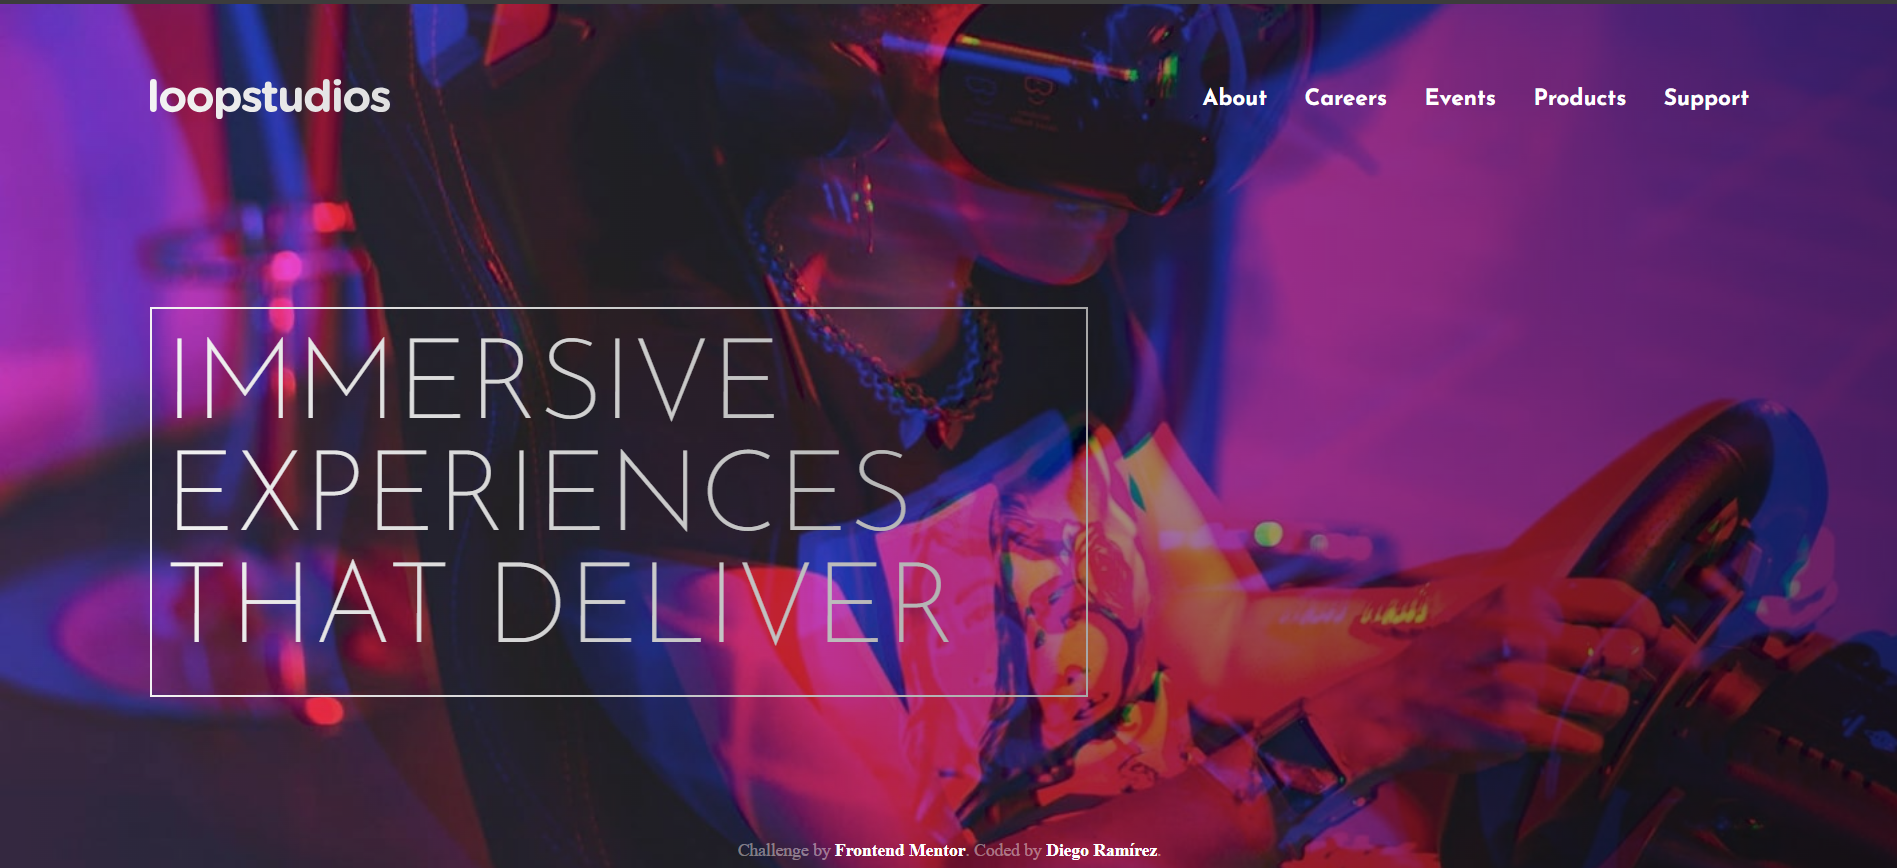 loopstudios
About Careers Events Products Support
IMMERSIVE
EXPERIENCES
THAT DELIVER
Challenge by Frontend Mentor. Coded by Diego Ramírez.